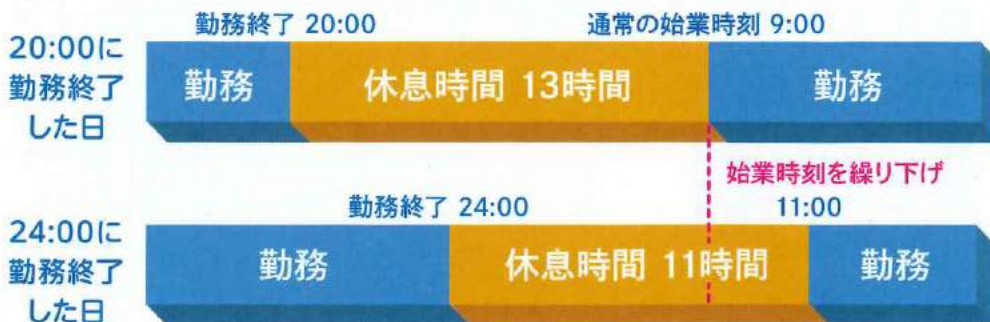 勤務終了 20:00
通常の始業時刻 9:00
20:00に
勤務終了
した日
勤務
休息時間 13時間
勤務
始業時刻を繰り下げ
勤務終了 24:00
11:00
24:00に
勤務終了
した日
勤務
休息時間 11時間
勤務